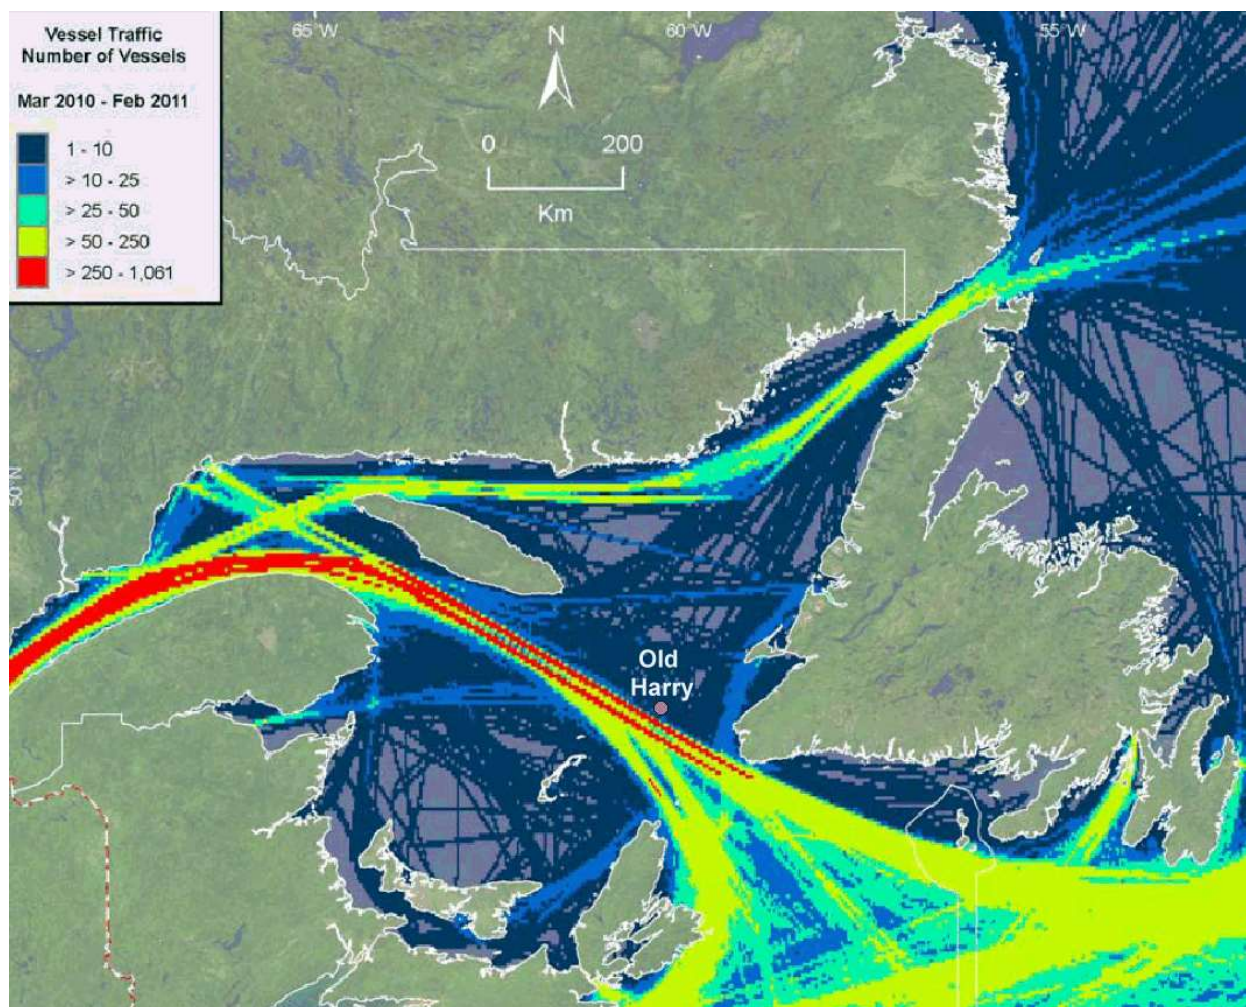 Vessel Traffic
Number of Vessels
Mar 2010 - Feb 2011
1 - 10
> 10 - 25
> 25 - 50
> 50 - 250
> 250 - 1,061
65°W
60°W
55°W
N
0 200
Km
50°N
Old
Harry